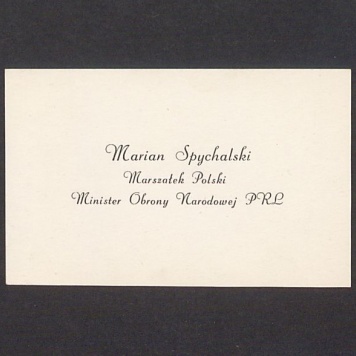 Marian Spychalski
Marszałek Polski
Minister Obrony Narodowej PRL